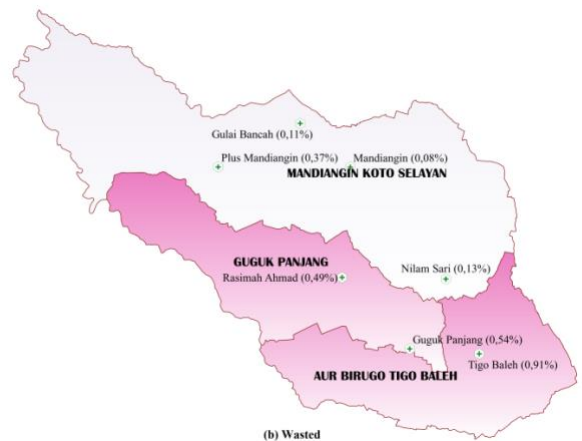 Gulai Bancah (0,11%)
Plus Mandiangin (0,37%)
Mandiangin (0,08%)
MANDIANGIN KOTO SELAYAN
GUGUK PANJANG
Rasimah Ahmad (0,49%)
Nilam Sari (0,13%)
Guguk Panjang (0,54%)
Tigo Baleh (0,91%)
AUR BIRUGO TIGO BALEH
(b) Wasted